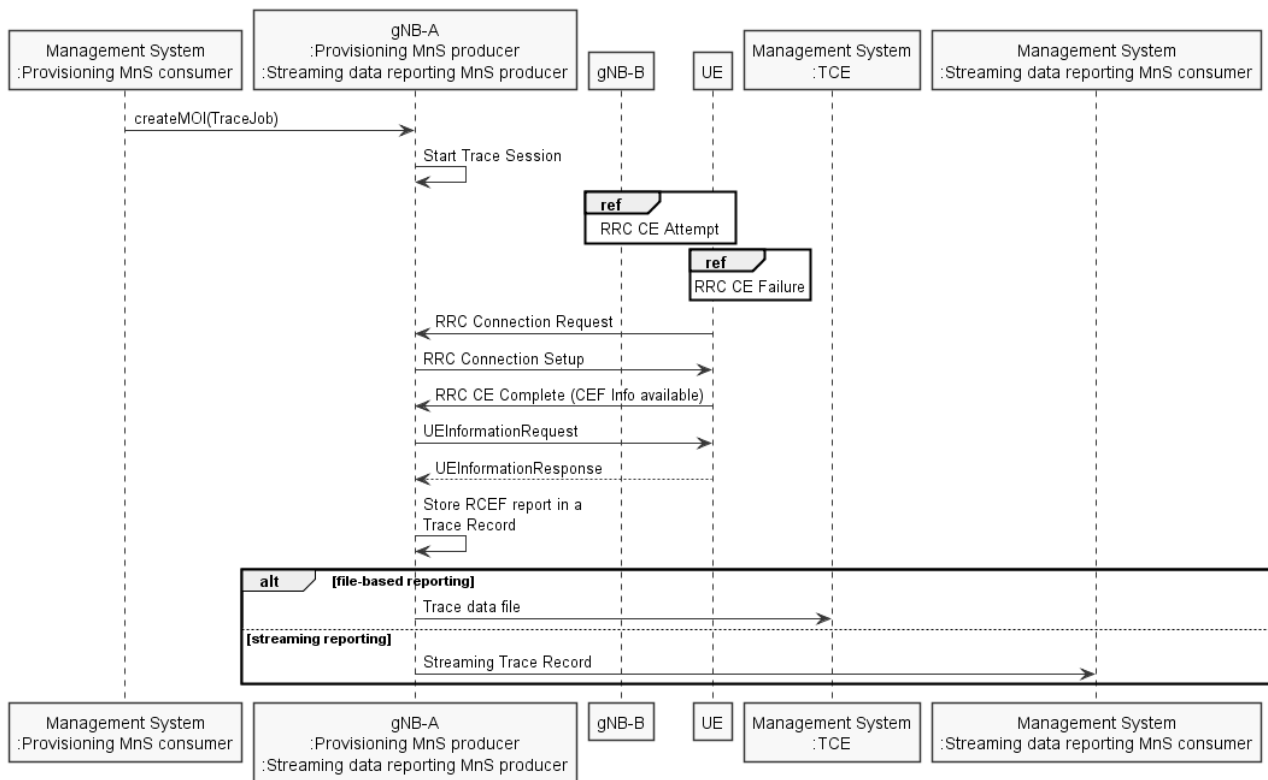 Management System
:Provisioning MnS consumer
gNB-A
:Provisioning MnS producer
:Streaming data reporting MnS producer
gNB-B
UE
Management System
:TCE
Management System
:Streaming data reporting MnS consumer
createMOI(TraceJob)
Start Trace Session
ref
RRC CE Attempt
ref
RRC CE Failure
RRC Connection Request
RRC Connection Setup
RRC CE Complete (CEF Info available)
UEInformationRequest
UEInformationResponse
Store RCEF report in a
Trace Record
alt [file-based reporting]
Trace data file
[streaming reporting]
Streaming Trace Record
Management System
:Provisioning MnS consumer
gNB-A
:Provisioning MnS producer
:Streaming data reporting MnS producer
gNB-B
UE
Management System
:TCE
Management System
:Streaming data reporting MnS consumer